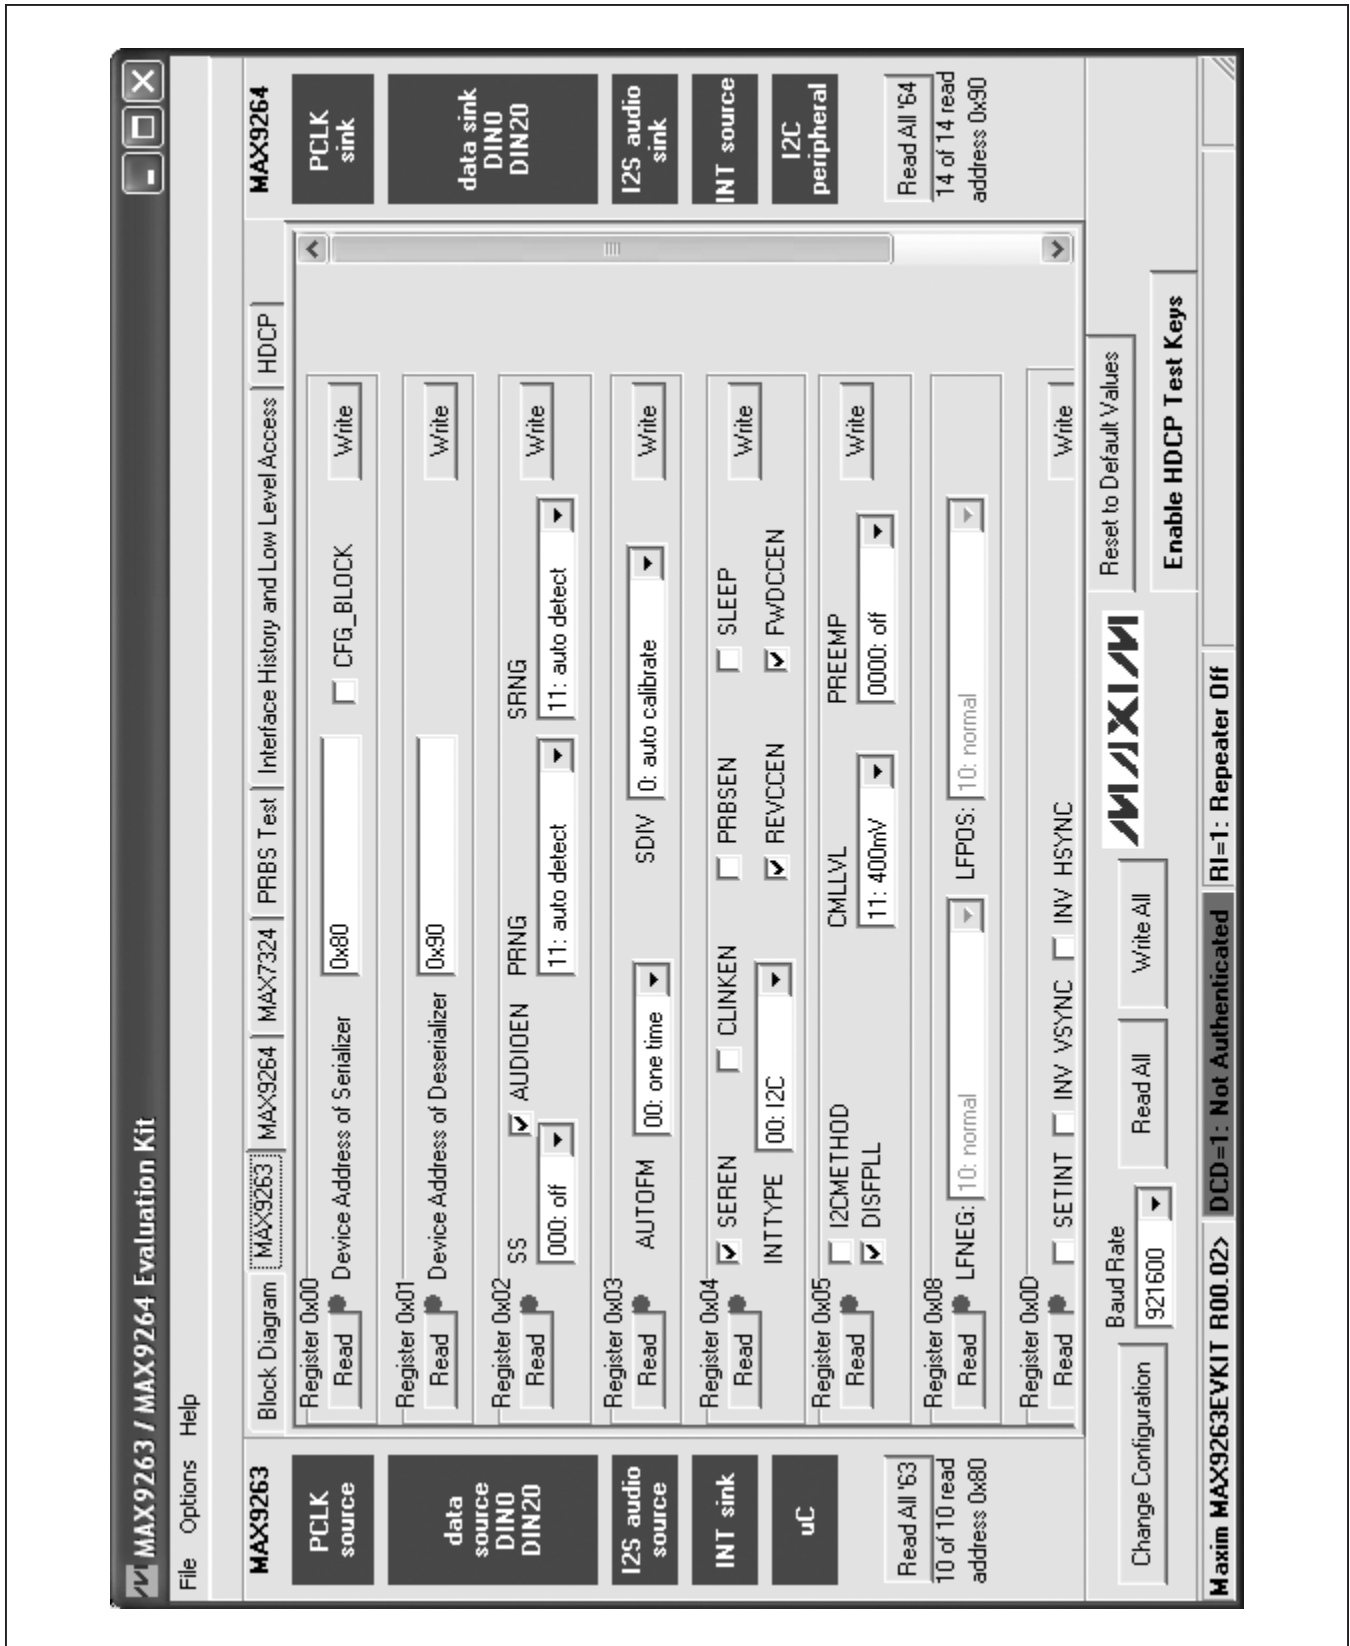 MAX9263 / MAX9264 Evaluation Kit
File Options Help
MAX9263
PCLK
source
data
source
DIN0
DIN20
I2S audio
source
INT sink
uC
Read All '63
10 of 10 read
address 0x80
Block Diagram MAX9263 MAX9264 MAX7324 PRBS Test Interface History and Low Level Access HDCP
Register 0x00
Read Device Address of Serializer 0x80 CFG_BLOCK Write
Register 0x01
Read Device Address of Deserializer 0x90 Write
Register 0x02
SS AUDIOEN PRNG SRNG
Read 000: off 11: auto detect 11: auto detect Write
Register 0x03
Read AUTOFM 00: one time SDIV 0: auto calibrate Write
Register 0x04
Read SEREN CLINKEN PRBSEN SLEEP Write
INTTYPE 00: I2C REVCCEN FWDCCEN
Register 0x05
I2CMETHOD CMLLVL PREEMP
Read DISFPLL 11: 400mV 0000: off Write
Register 0x08
Read LFNEG: 10: normal LFPOS: 10: normal
Register 0x0D
Read SETINT INV VSYNC INV HSYNC Write
MAX9264
PCLK
sink
data sink
DIN0
DIN20
I2S audio
sink
INT source
I2C
peripheral
Read All '64
14 of 14 read
address 0x90
Change Configuration
Baud Rate
921600
Read All
Write All
MAXIM
Reset to Default Values
Enable HDCP Test Keys
Maxim MAX9263EVKIT R00.02> DCD=1: Not Authenticated RI=1: Repeater Off